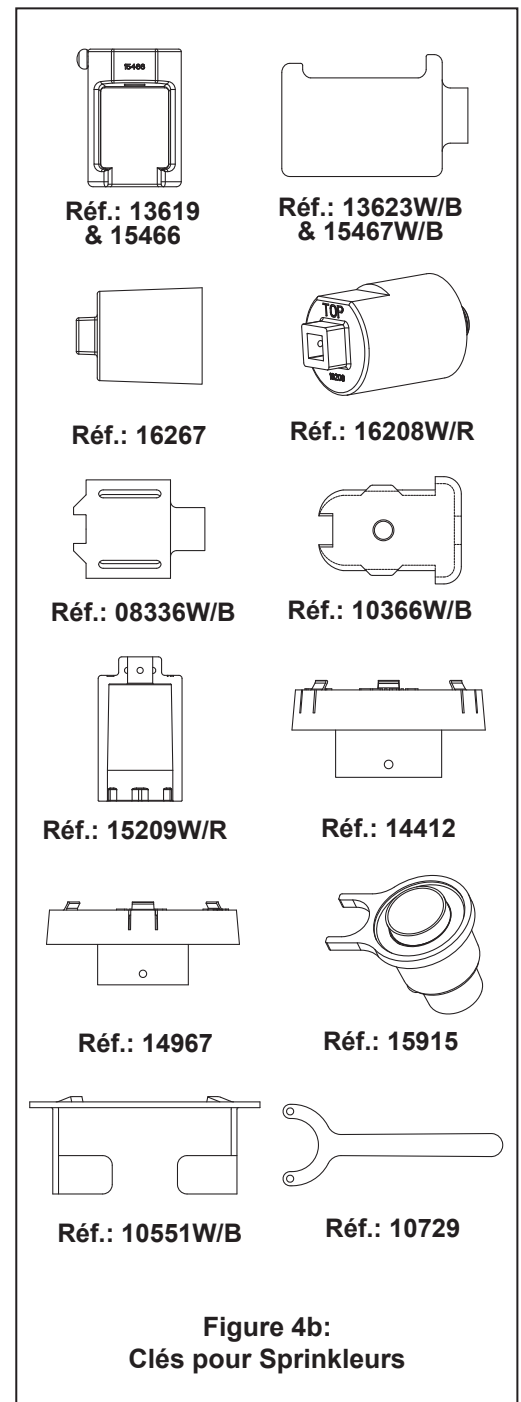 15466
Réf.: 13619
& 15466
Réf.: 13623W/B
& 15467W/B
Réf.: 16267
TOP
16208
Réf.: 16208W/R
Réf.: 08336W/B
Réf.: 10366W/B
Réf.: 15209W/R
Réf.: 14412
Réf.: 14967
Réf.: 15915
Réf.: 10551W/B
Réf.: 10729
Figure 4b:
Clés pour Sprinkleurs